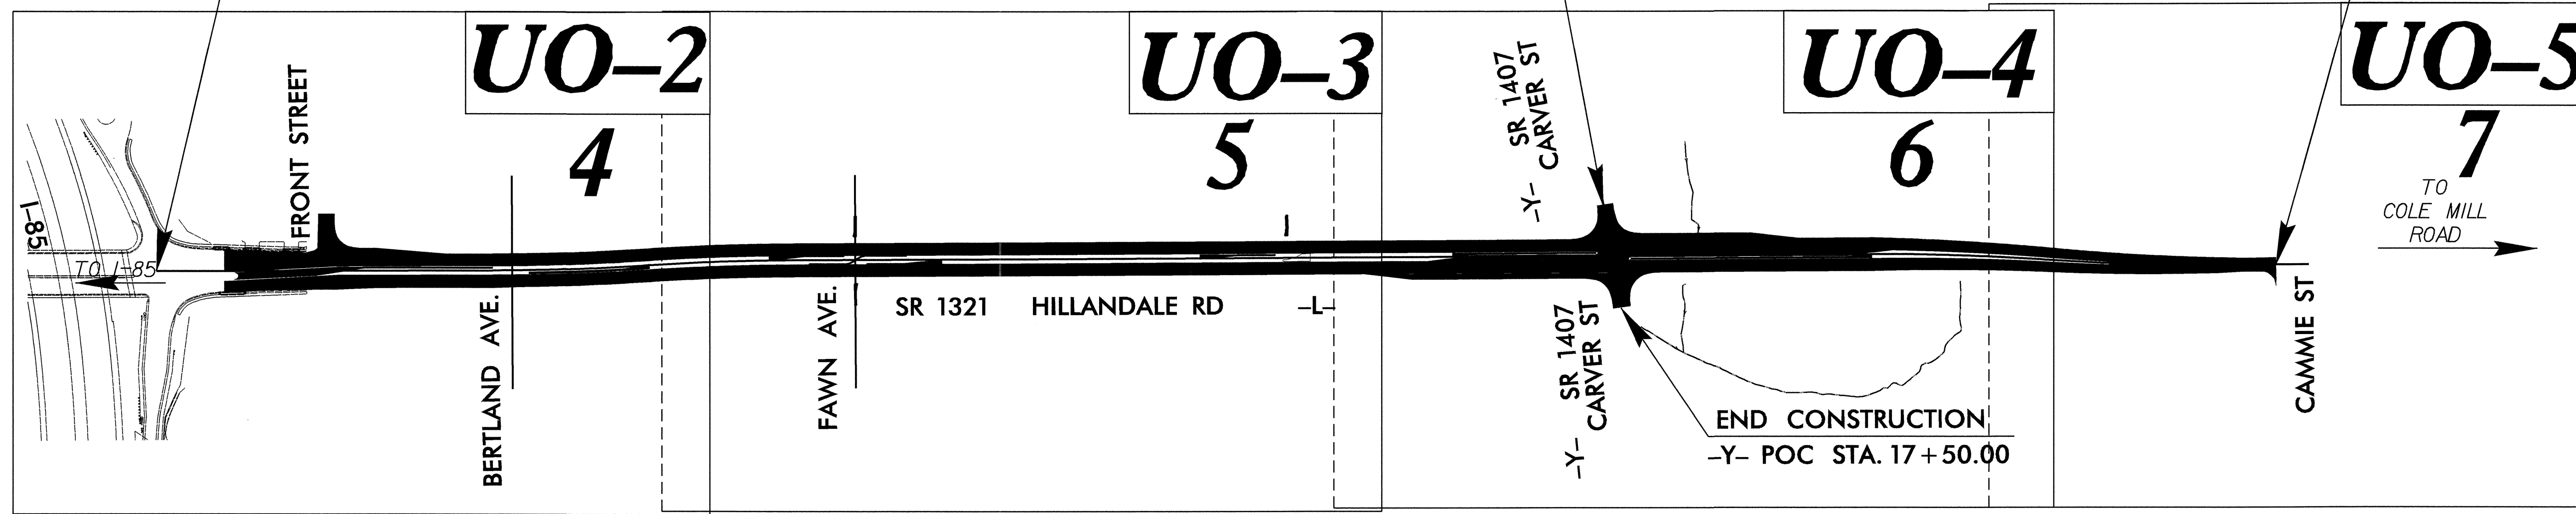 UO–2
4
UO–3
5
UO–4
6
UO–5
7
I–85
TO I–85
FRONT STREET
BERTLAND AVE.
FAWN AVE.
SR 1321 HILLANDALE RD –L–
–Y– SR 1407
CARVER ST
–Y– SR 1407
CARVER ST
END CONSTRUCTION
–Y– POC STA. 17+50.00
CAMMIE ST
TO
COLE MILL
ROAD